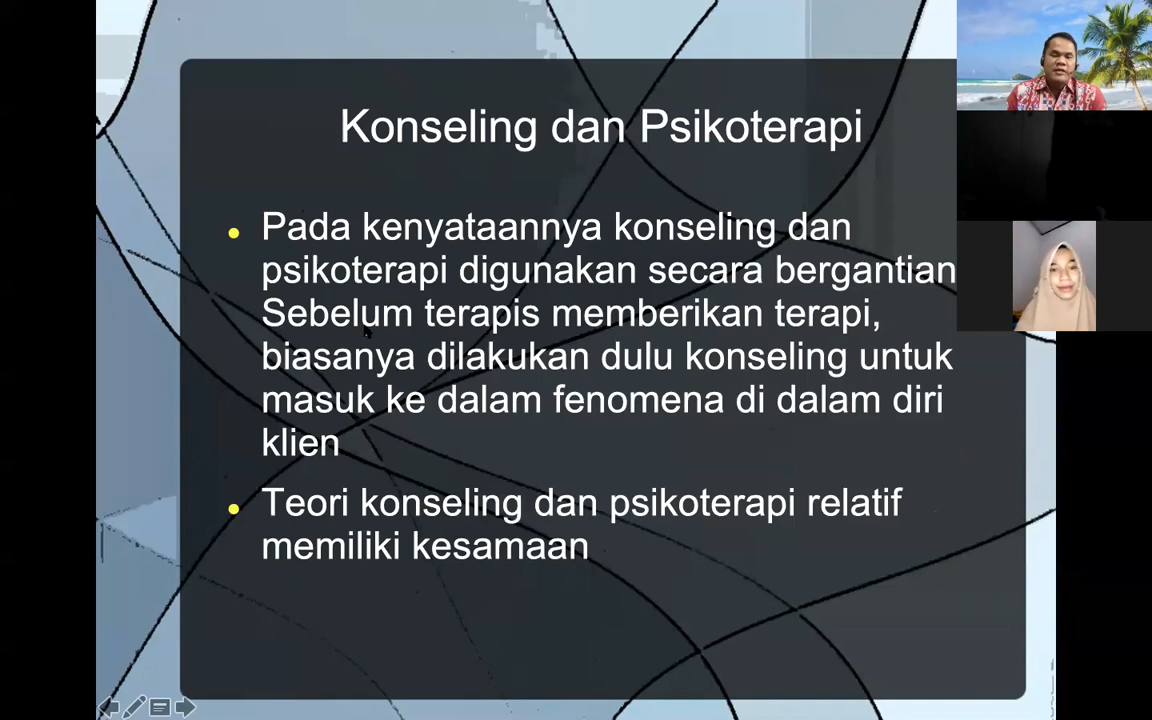 Konseling dan Psikoterapi
Pada kenyataannya konseling dan
psikoterapi digunakan secara bergantian
Sebelum terapis memberikan terapi,
biasanya dilakukan dulu konseling untuk
masuk ke dalam fenomena di dalam diri
klien
Teori konseling dan psikoterapi relatif
memiliki kesamaan